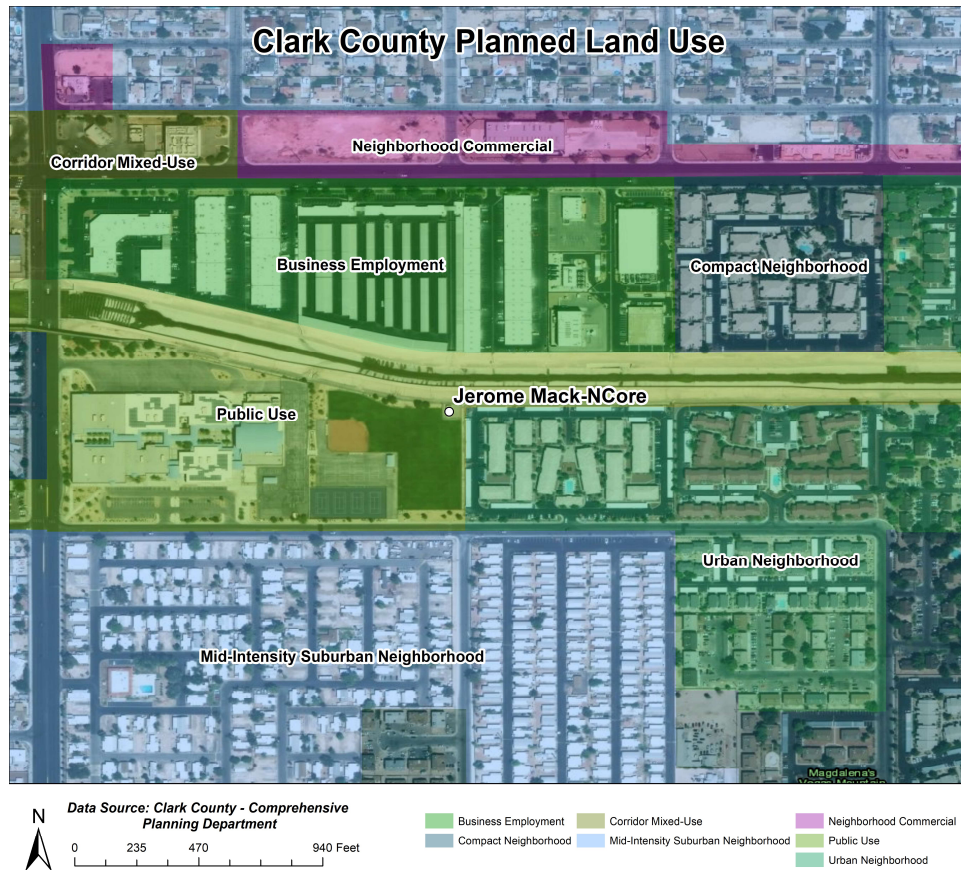 Clark County Planned Land Use
Neighborhood Commercial
Corridor Mixed-Use
Business Employment
Compact Neighborhood
Jerome Mack-NCore
Public Use
Urban Neighborhood
Mid-Intensity Suburban Neighborhood
Magdalena's
Vegas Mountain
N
Data Source: Clark County - Comprehensive
Planning Department
0 235 470 940 Feet
Business Employment Corridor Mixed-Use Neighborhood Commercial
Compact Neighborhood Mid-Intensity Suburban Neighborhood Public Use
Urban Neighborhood